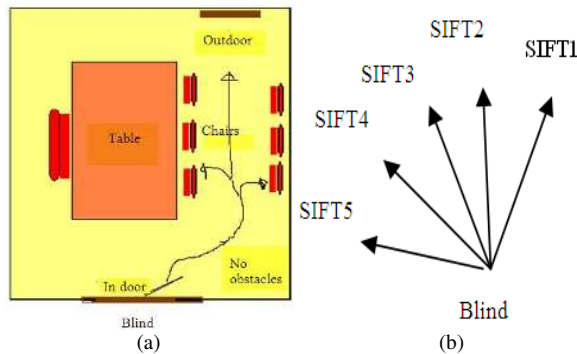 Outdoor
Chairs
Table
No
obstacles
In door
Blind
(a)
SIFT1
SIFT2
SIFT3
SIFT4
SIFT5
Blind
(b)